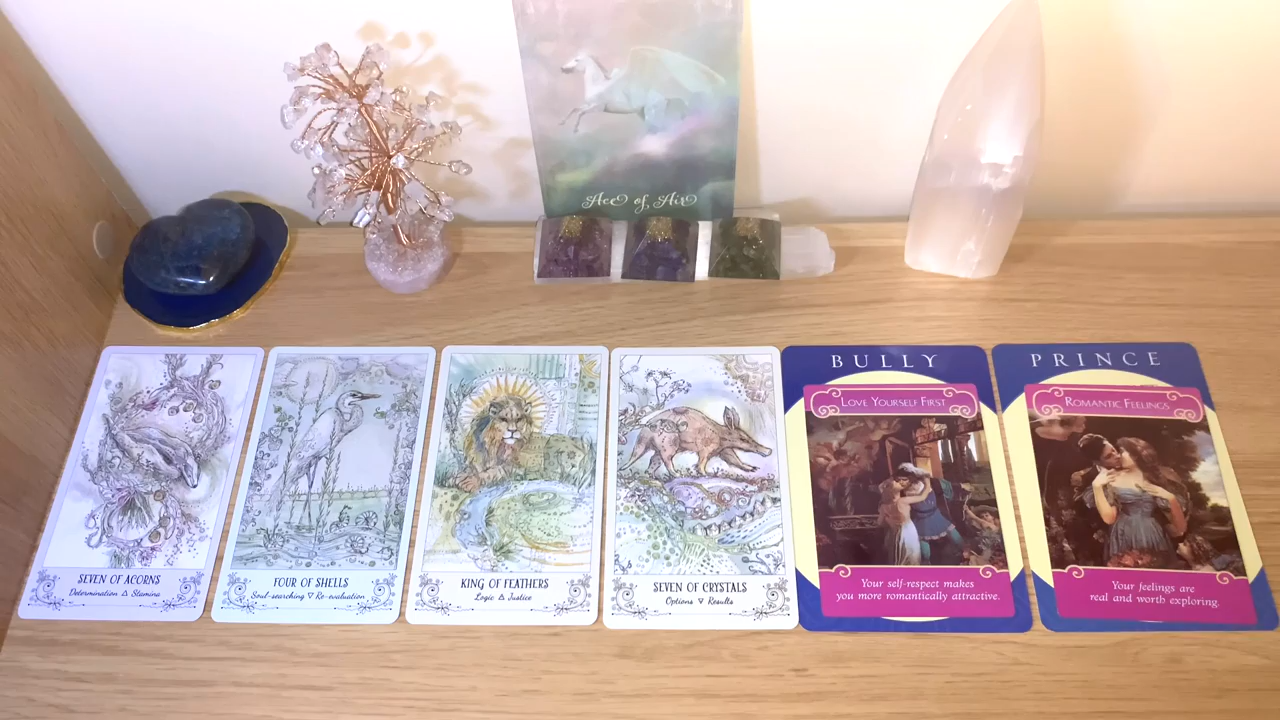 Ace of Air
SEVEN OF ACORNS
Determination △ Stamina
FOUR OF SHELLS
Soul-searching ▽ Re-evaluation
KING OF FEATHERS
Logic △ Justice
SEVEN OF CRYSTALS
Options ▽ Results
BULLY
LOVE YOURSELF FIRST
Your self-respect makes
you more romantically attractive.
PRINCE
ROMANTIC FEELINGS
Your feelings are
real and worth exploring.